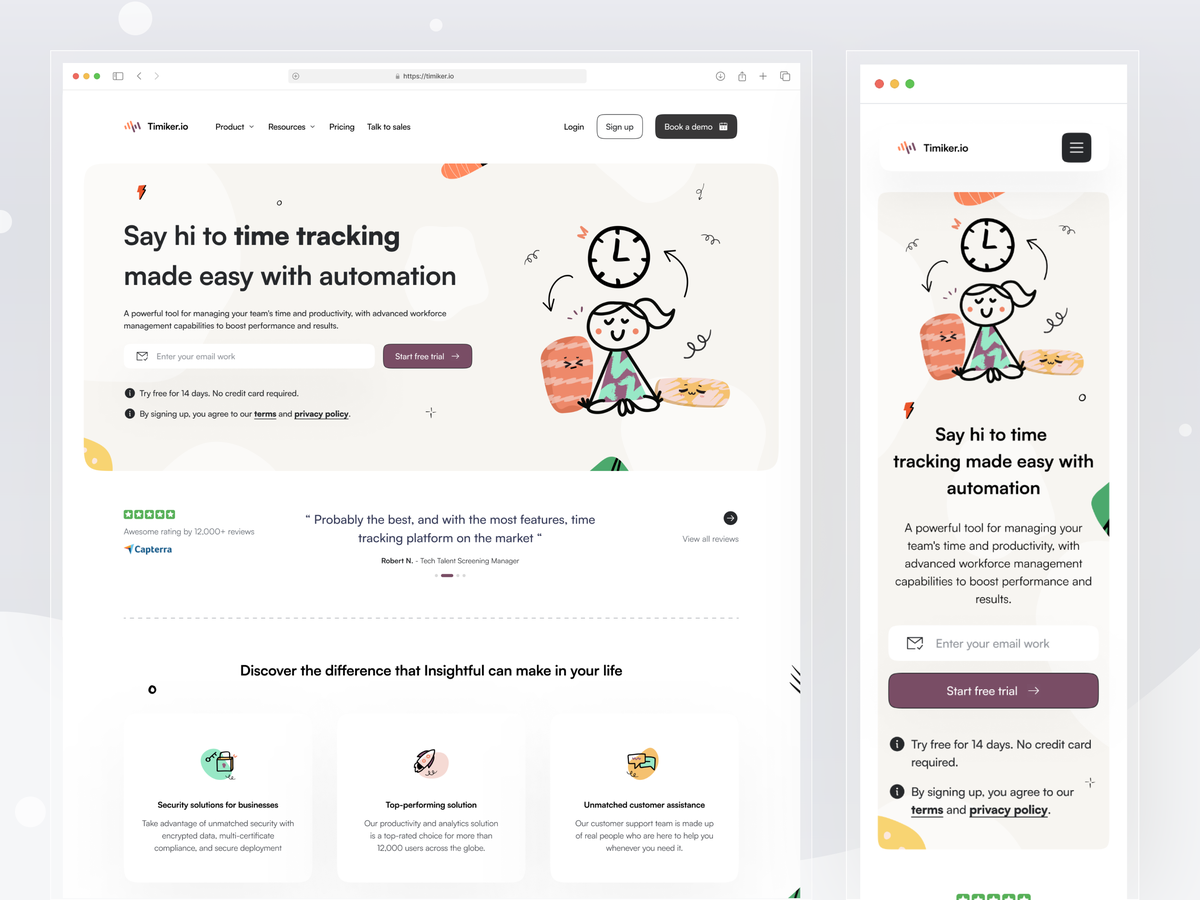 https://timiker.io
Timiker.io
Product
Resources
Pricing
Talk to sales
Login
Sign up
Book a demo
Say hi to time tracking
made easy with automation
A powerful tool for managing your team's time and productivity, with advanced workforce
management capabilities to boost performance and results.
Enter your email work
Start free trial
Try free for 14 days. No credit card required.
By signing up, you agree to our terms and privacy policy.
Awesome rating by 12,000+ reviews
Capterra
“ Probably the best, and with the most features, time
tracking platform on the market “
Robert N. - Tech Talent Screening Manager
View all reviews
Discover the difference that Insightful can make in your life
Security solutions for businesses
Take advantage of unmatched security with
encrypted data, multi-certificate
compliance, and secure deployment
Top-performing solution
Our productivity and analytics solution
is a top-rated choice for more than
12,000 users across the globe.
Unmatched customer assistance
Our customer support team is made up
of real people who are here to help you
whenever you need it.
Timiker.io
Say hi to time
tracking made easy with
automation
A powerful tool for managing your
team's time and productivity, with
advanced workforce management
capabilities to boost performance and
results.
Enter your email work
Start free trial
Try free for 14 days. No credit card
required.
By signing up, you agree to our
terms and privacy policy.